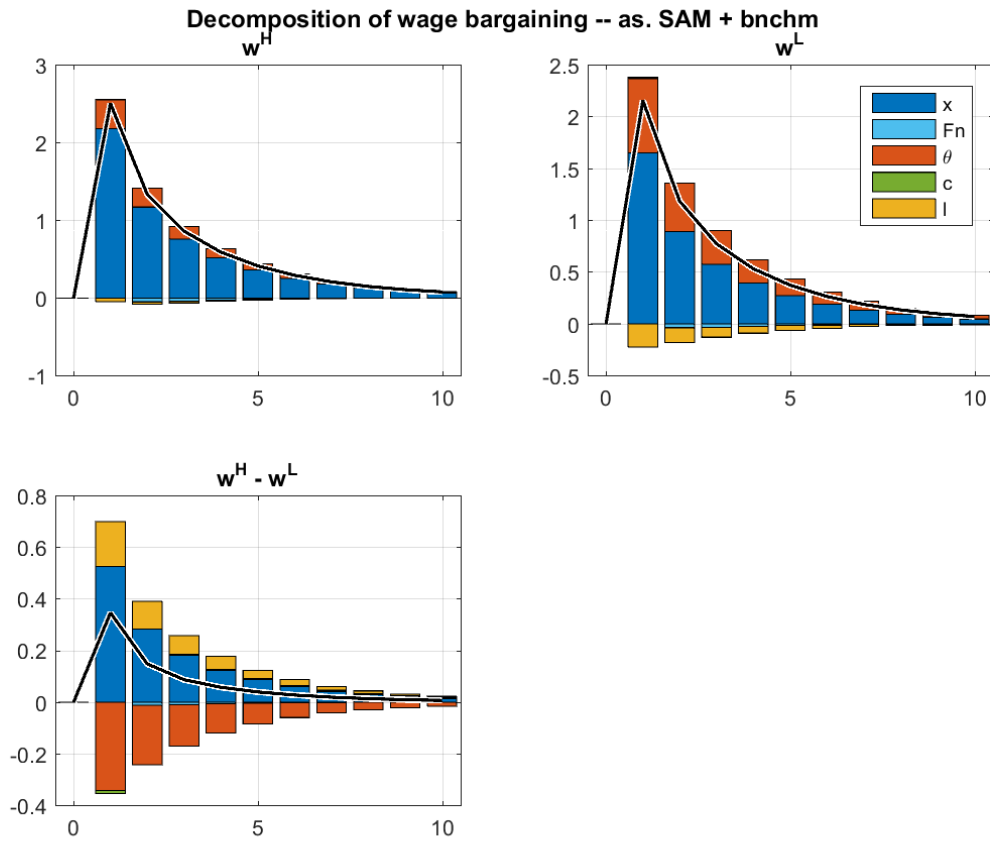 Decomposition of wage bargaining -- as. SAM + bnchm
w^H
3
2
1
0
-1
0 5 10
w^L
2.5
2
1.5
1
0.5
0
-0.5
0 5 10
x
Fn
θ
c
l
w^H - w^L
0.8
0.6
0.4
0.2
0
-0.2
-0.4
0 5 10